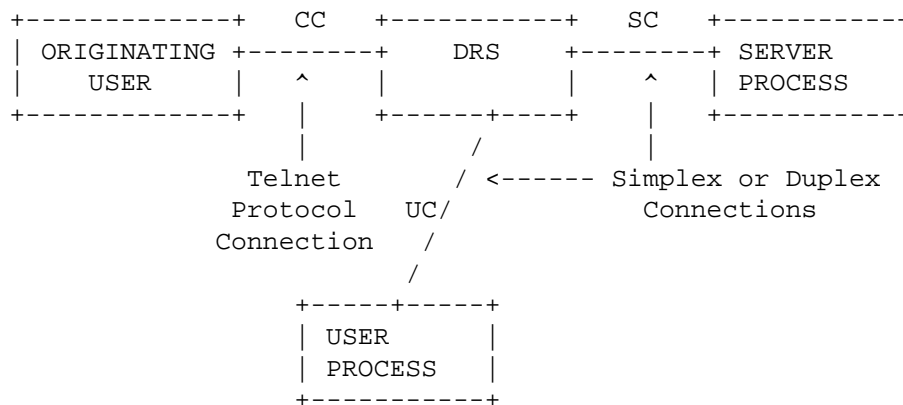 +-------------+   CC   +-----------+   SC   +------------
| ORIGINATING +--------+    DRS    +--------+ SERVER
|    USER     |   ^    |           |    ^   | PROCESS
+-------------+   |    +------+----+    |   +------------
                  |          /          |
               Telnet       / <------ Simplex or Duplex
              Protocol   UC/            Connections
             Connection   /
                         /
                  +-----+-----+
                  | USER      |
                  | PROCESS   |
                  +-----------+